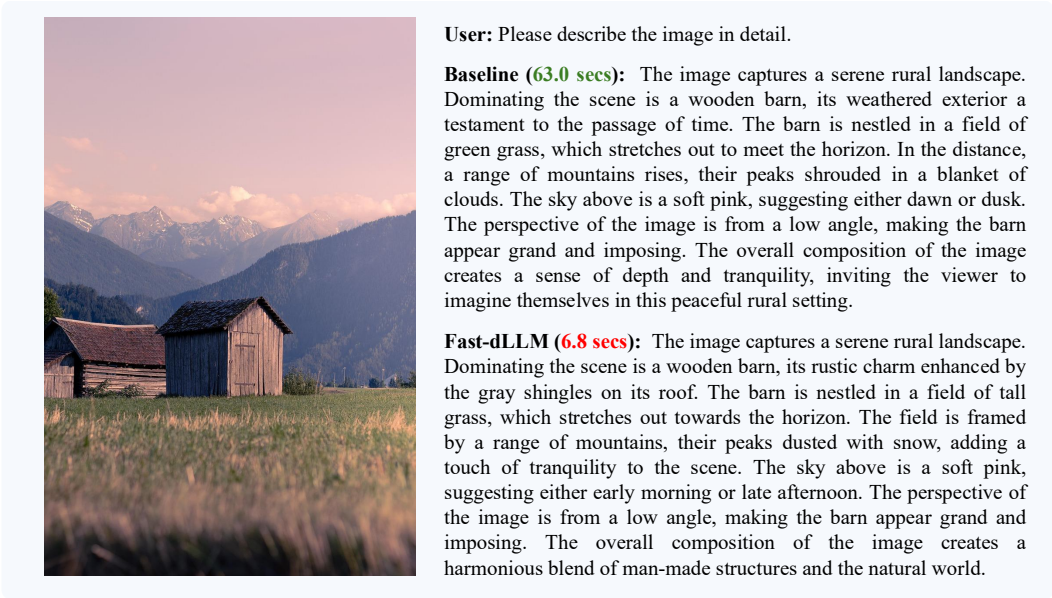 User: Please describe the image in detail.
Baseline (63.0 secs): The image captures a serene rural landscape.
Dominating the scene is a wooden barn, its weathered exterior a
testament to the passage of time. The barn is nestled in a field of
green grass, which stretches out to meet the horizon. In the distance,
a range of mountains rises, their peaks shrouded in a blanket of
clouds. The sky above is a soft pink, suggesting either dawn or dusk.
The perspective of the image is from a low angle, making the barn
appear grand and imposing. The overall composition of the image
creates a sense of depth and tranquility, inviting the viewer to
imagine themselves in this peaceful rural setting.
Fast-dLLM (6.8 secs): The image captures a serene rural landscape.
Dominating the scene is a wooden barn, its rustic charm enhanced by
the gray shingles on its roof. The barn is nestled in a field of tall
grass, which stretches out towards the horizon. The field is framed
by a range of mountains, their peaks dusted with snow, adding a
touch of tranquility to the scene. The sky above is a soft pink,
suggesting either early morning or late afternoon. The perspective of
the image is from a low angle, making the barn appear grand and
imposing. The overall composition of the image creates a
harmonious blend of man-made structures and the natural world.